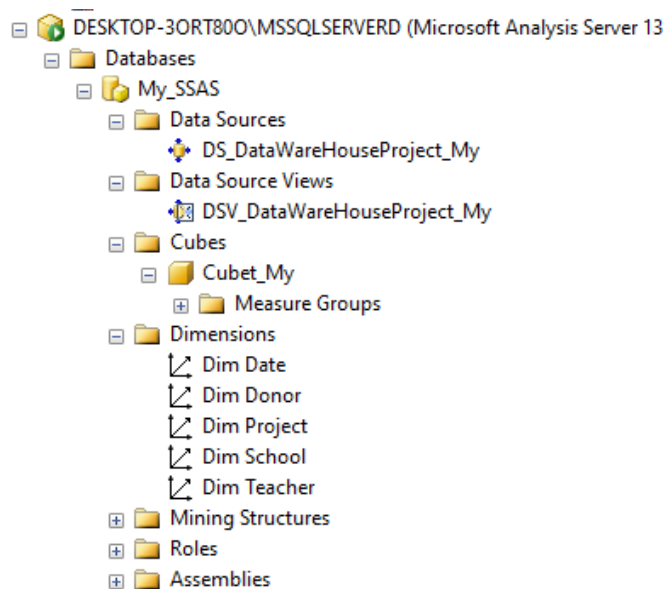 DESKTOP-3ORT80O\MSSQLSERVERD (Microsoft Analysis Server 13
Databases
My_SSAS
Data Sources
DS_DataWareHouseProject_My
Data Source Views
DSV_DataWareHouseProject_My
Cubes
Cubet_My
Measure Groups
Dimensions
Dim Date
Dim Donor
Dim Project
Dim School
Dim Teacher
Mining Structures
Roles
Assemblies